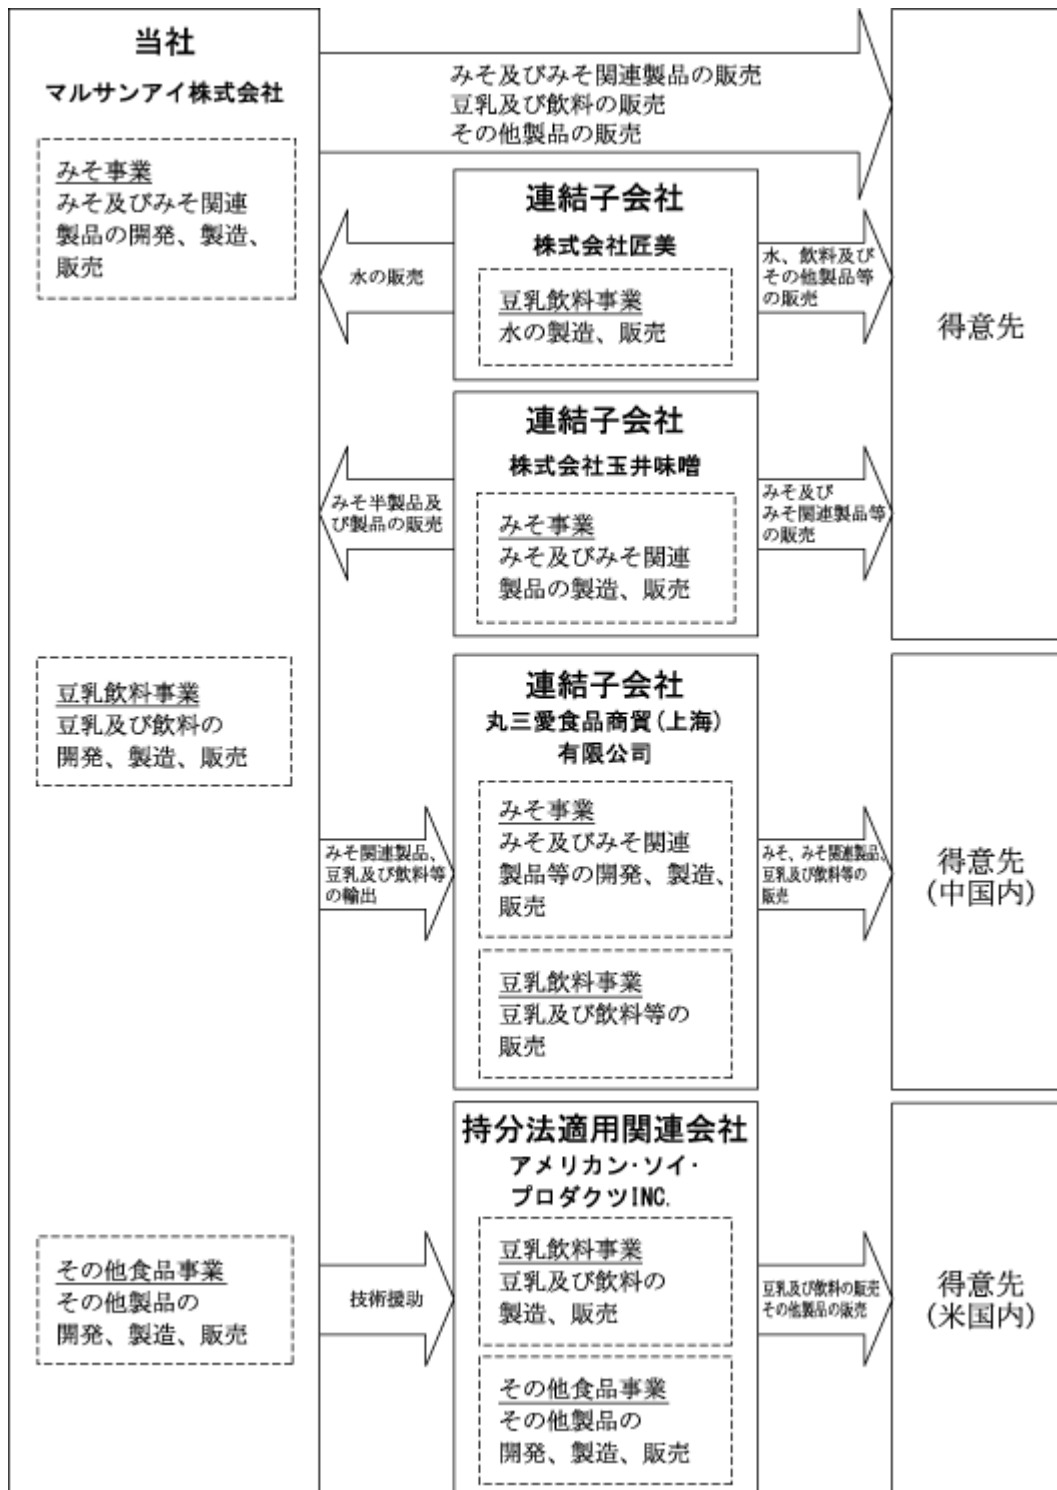 当社
マルサンアイ株式会社
みそ事業
みそ及びみそ関連
製品の開発、製造、
販売
豆乳飲料事業
豆乳及び飲料の
開発、製造、販売
その他食品事業
その他製品の
開発、製造、販売
みそ及びみそ関連製品の販売
豆乳及び飲料の販売
その他製品の販売
水の販売
連結子会社
株式会社匠美
豆乳飲料事業
水の製造、販売
水、飲料及び
その他製品等
の販売
得意先
みそ半製品及
び製品の販売
連結子会社
株式会社玉井味噌
みそ事業
みそ及びみそ関連
製品の製造、販売
みそ及び
みそ関連製品等
の販売
みそ関連製品、
豆乳及び飲料等
の輸出
連結子会社
丸三愛食品商貿(上海)
有限公司
みそ事業
みそ及びみそ関連
製品等の開発、製造、
販売
豆乳飲料事業
豆乳及び飲料等の
販売
みそ、みそ関連製品、
豆乳及び飲料等の
販売
得意先
(中国内)
技術援助
持分法適用関連会社
アメリカン・ソイ・
プロダクツINC.
豆乳飲料事業
豆乳及び飲料の
製造、販売
その他食品事業
その他製品の
開発、製造、販売
豆乳及び飲料の販売
その他製品の販売
得意先
(米国内)